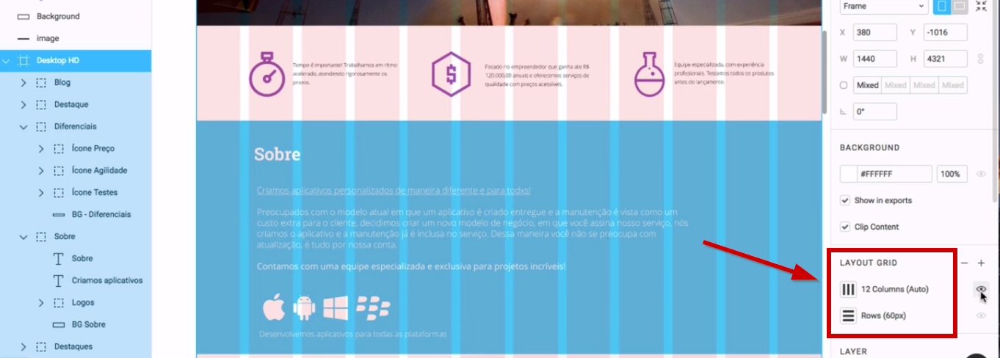 Background
image
Desktop HD
Blog
Destaque
Diferenciais
Ícone Preço
Ícone Agilidade
Ícone Testes
BG - Diferenciais
Sobre
Sobre
Criamos aplicativos
Logos
BG Sobre
Destaques
Tempo é importante! Trabalhamos em ritmo
acelerado, atendendo rigorosamente os
prazos.
Focado no empreendedor que ganha até R$
120.000,00 anuais e oferecemos serviços de
qualidade com preços acessíveis.
Equipe especializada, com experiência
profissionais. Testamos todos os produtos
antes do lançamento.
Sobre
Criamos aplicativos personalizados de maneira diferente e para todxs!
Preocupados com o modelo atual em que um aplicativo é criado entregue e a manutenção é vista como um
custo extra para o cliente, decidimos criar um novo modelo de negócio, em que você assina nosso serviço, nós
criamos o aplicativo e a manutenção já é inclusa no serviço. Dessa maneira você não se preocupa com
atualização, é tudo por nossa conta.
Contamos com uma equipe especializada e exclusiva para projetos incríveis!
Desenvolvemos aplicativos para todas as plataformas
Frame
X 380 Y -1016
W 1440 H 4321
Mixed Mixed Mixed Mixed
0°
BACKGROUND
#FFFFFF 100%
Show in exports
Clip Content
LAYOUT GRID
12 Columns (Auto)
Rows (60px)
LAYER